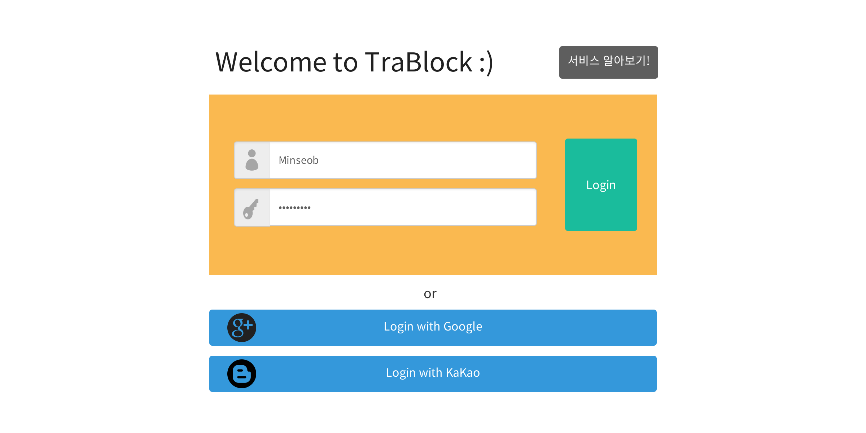 Welcome to TraBlock :)
서비스 알아보기!
Minseob
•••••••••
Login
or
g+
Login with Google
Login with KaKao